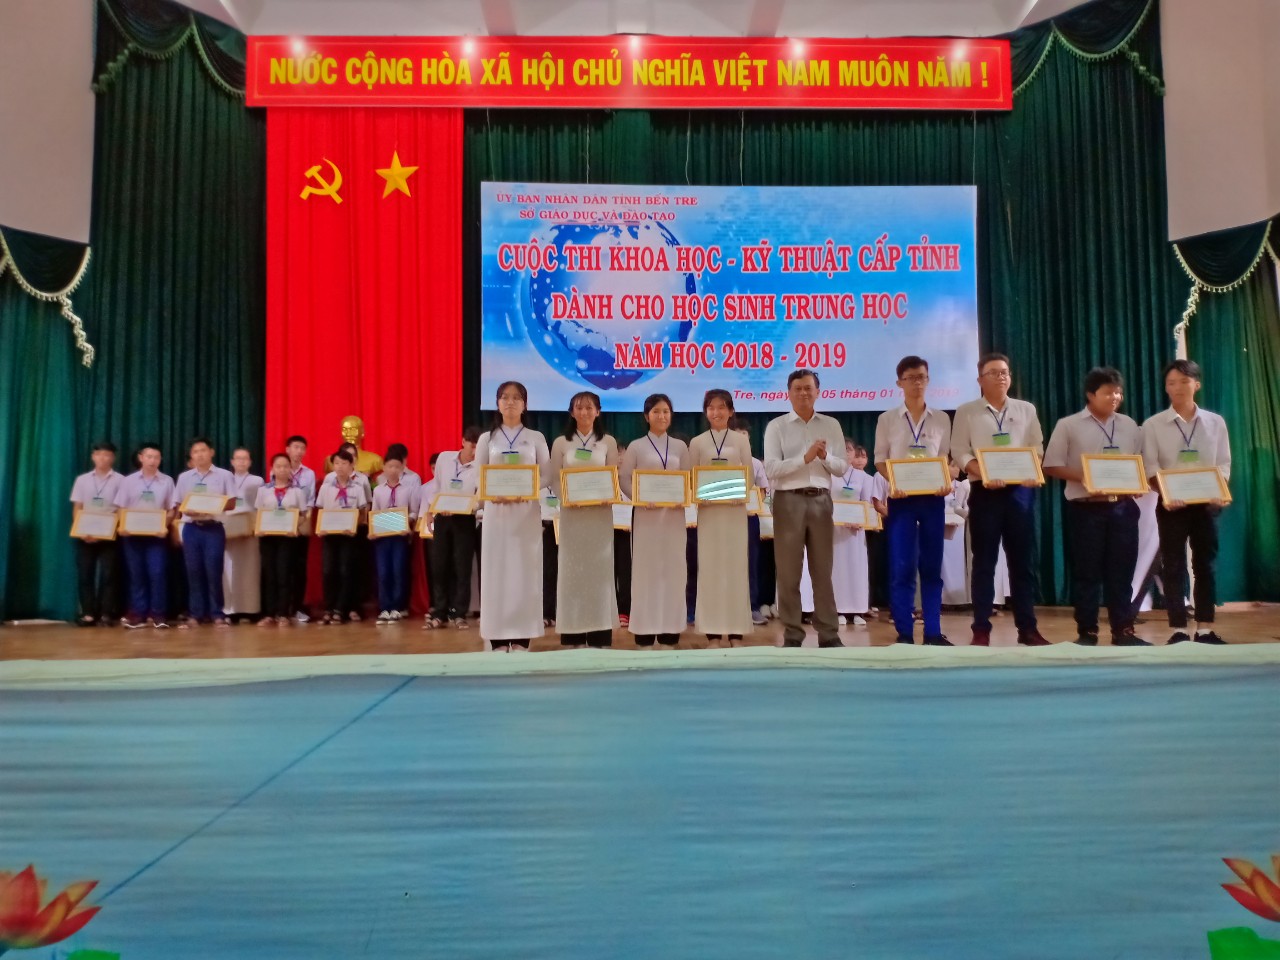 NƯỚC CỘNG HÒA XÃ HỘI CHỦ NGHĨA VIỆT NAM MUÔN NĂM !
ỦY BAN NHÂN DÂN TỈNH BẾN TRE
SỞ GIÁO DỤC VÀ ĐÀO TẠO
CUỘC THI KHOA HỌC - KỸ THUẬT CẤP TỈNH
DÀNH CHO HỌC SINH TRUNG HỌC
NĂM HỌC 2018 - 2019
Tre, ngày 05 tháng 01